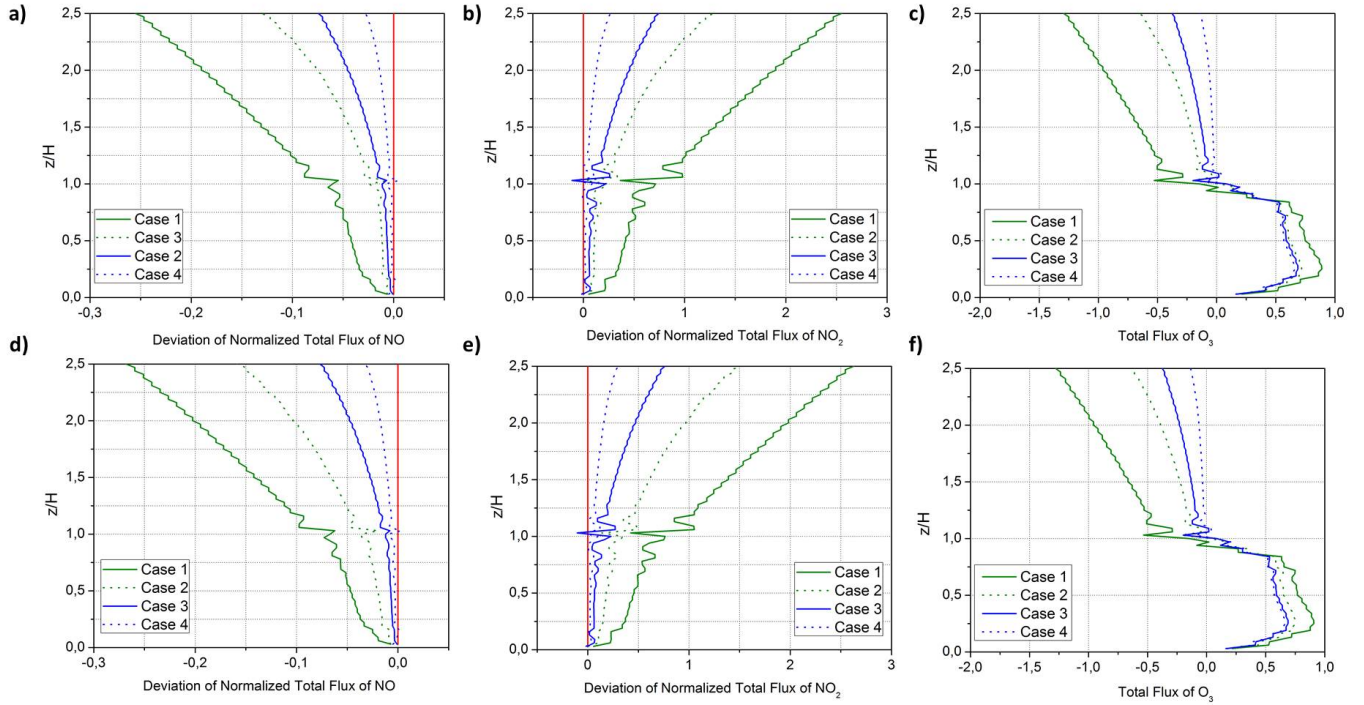 a)
z/H
2,5
2,0
1,5
1,0
0,5
0,0
Case 1
Case 3
Case 2
Case 4
-0,3
-0,2
-0,1
0,0
Deviation of Normalized Total Flux of NO
b)
z/H
2,5
2,0
1,5
1,0
0,5
0,0
Case 1
Case 2
Case 3
Case 4
0
1
2
3
Deviation of Normalized Total Flux of NO2
c)
z/H
2,5
2,0
1,5
1,0
0,5
0,0
Case 1
Case 2
Case 3
Case 4
-2,0
-1,5
-1,0
-0,5
0,0
0,5
1,0
Total Flux of O3
d)
z/H
2,5
2,0
1,5
1,0
0,5
0,0
Case 1
Case 2
Case 3
Case 4
-0,3
-0,2
-0,1
0,0
Deviation of Normalized Total Flux of NO
e)
z/H
2,5
2,0
1,5
1,0
0,5
0,0
Case 1
Case 2
Case 3
Case 4
0
1
2
3
Deviation of Normalized Total Flux of NO2
f)
z/H
2,5
2,0
1,5
1,0
0,5
0,0
Case 1
Case 2
Case 3
Case 4
-2,0
-1,5
-1,0
-0,5
0,0
0,5
1,0
Total Flux of O3